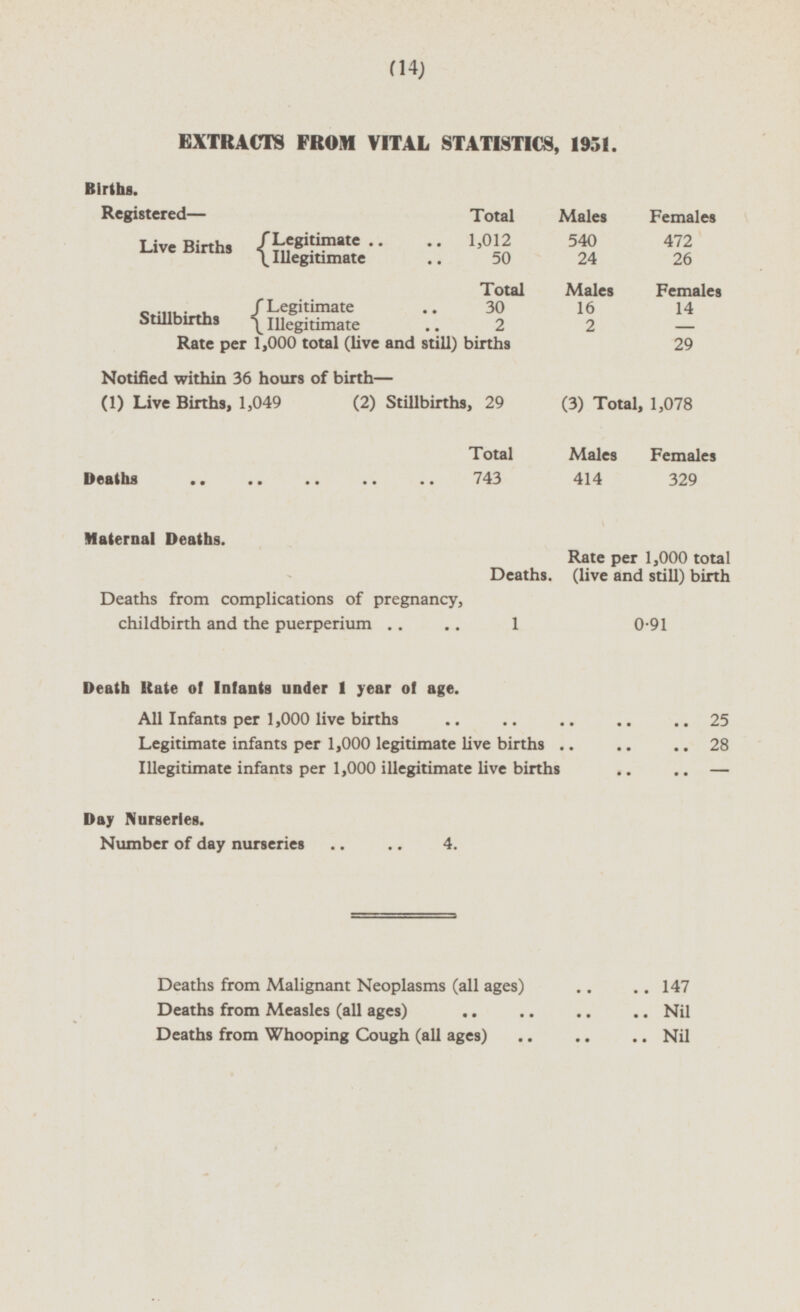 (14)
EXTRACTS FROM VITAL STATISTICS, 1951.
Births.
Registered— Total Males Females
Live Births { Legitimate .. .. 1,012 540 472
Illegitimate .. 50 24 26
Total Males Females
Stillbirths { Legitimate .. 30 16 14
Illegitimate .. 2 2 —
Rate per 1,000 total (live and still) births 29
Notified within 36 hours of birth—
(1) Live Births, 1,049 (2) Stillbirths, 29 (3) Total, 1,078
Total Males Females
Deaths .. .. .. .. .. 743 414 329
Maternal Deaths.
Rate per 1,000 total
Deaths. (live and still) birth
Deaths from complications of pregnancy,
childbirth and the puerperium .. .. 1 0·91
Death Rate of Infants under 1 year of age.
All Infants per 1,000 live births .. .. .. .. .. 25
Legitimate infants per 1,000 legitimate live births .. .. .. 28
Illegitimate infants per 1,000 illegitimate live births .. .. —
Day Nurseries.
Number of day nurseries .. .. 4.
Deaths from Malignant Neoplasms (all ages) .. .. 147
Deaths from Measles (all ages) .. .. .. .. Nil
Deaths from Whooping Cough (all ages) .. .. .. Nil